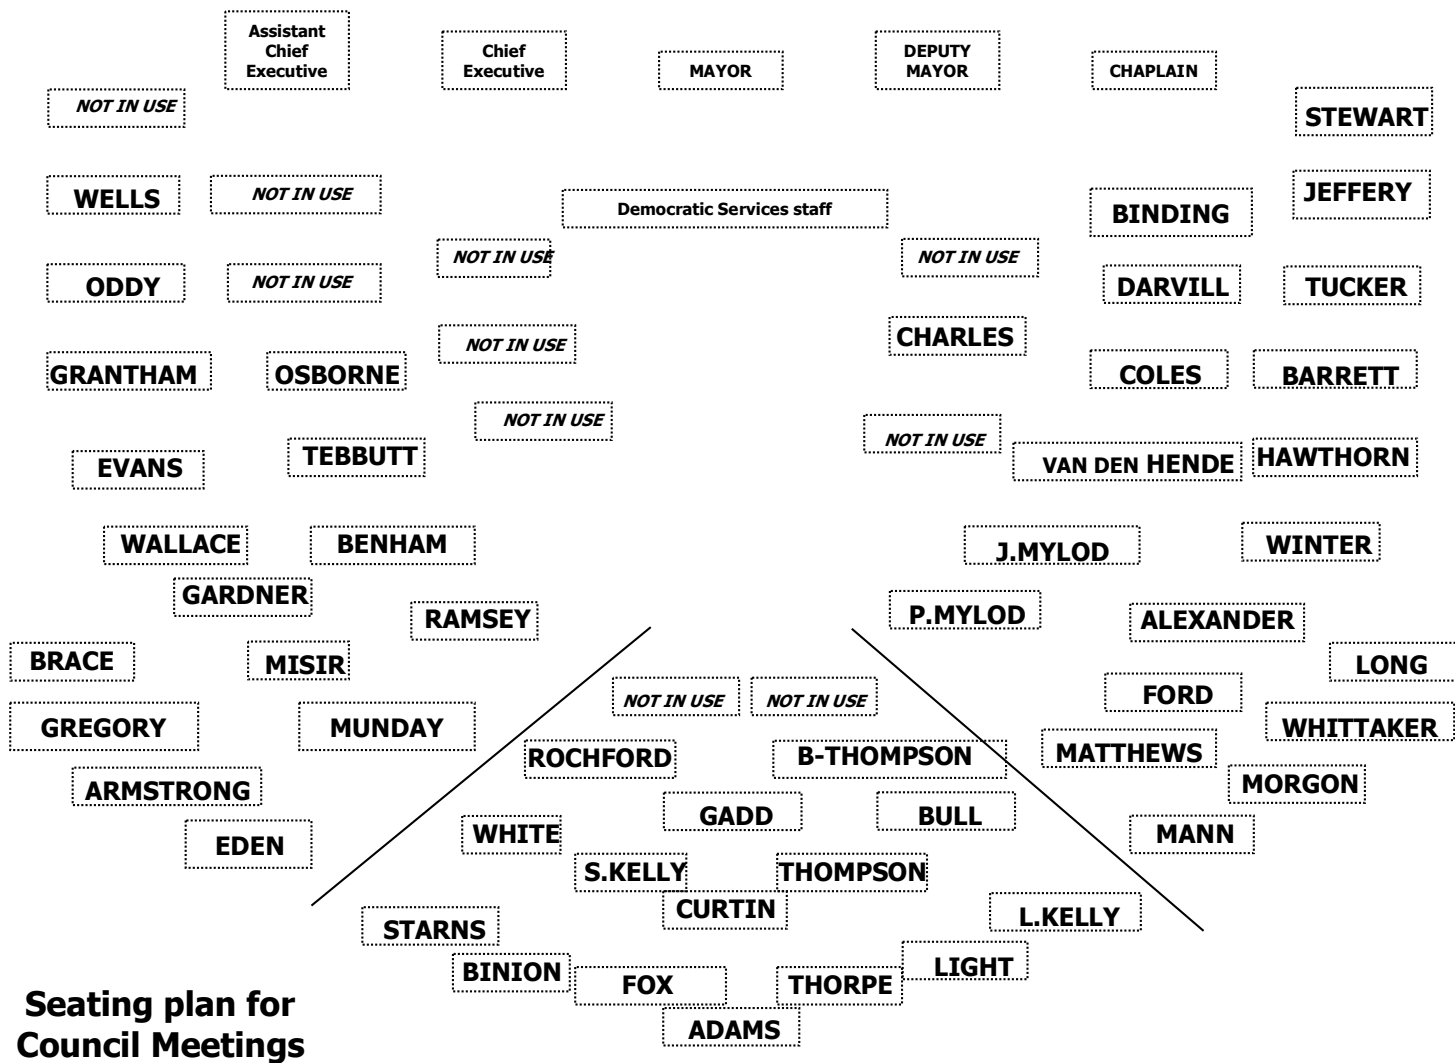 Assistant
Chief
Executive
Chief
Executive
MAYOR
DEPUTY
MAYOR
CHAPLAIN
NOT IN USE
STEWART
WELLS
NOT IN USE
Democratic Services staff
BINDING
JEFFERY
NOT IN USE
NOT IN USE
ODDY
NOT IN USE
DARVILL
TUCKER
NOT IN USE
CHARLES
GRANTHAM
OSBORNE
COLES
BARRETT
NOT IN USE
NOT IN USE
EVANS
TEBBUTT
VAN DEN HENDE
HAWTHORN
WALLACE
BENHAM
J.MYLOD
WINTER
GARDNER
RAMSEY
P.MYLOD
ALEXANDER
BRACE
MISIR
LONG
NOT IN USE
NOT IN USE
FORD
GREGORY
MUNDAY
WHITTAKER
ROCHFORD
B-THOMPSON
MATTHEWS
ARMSTRONG
MORGON
GADD
BULL
EDEN
WHITE
MANN
S.KELLY
THOMPSON
CURTIN
L.KELLY
STARNS
BINION
LIGHT
FOX
THORPE
ADAMS
Seating plan for
Council Meetings